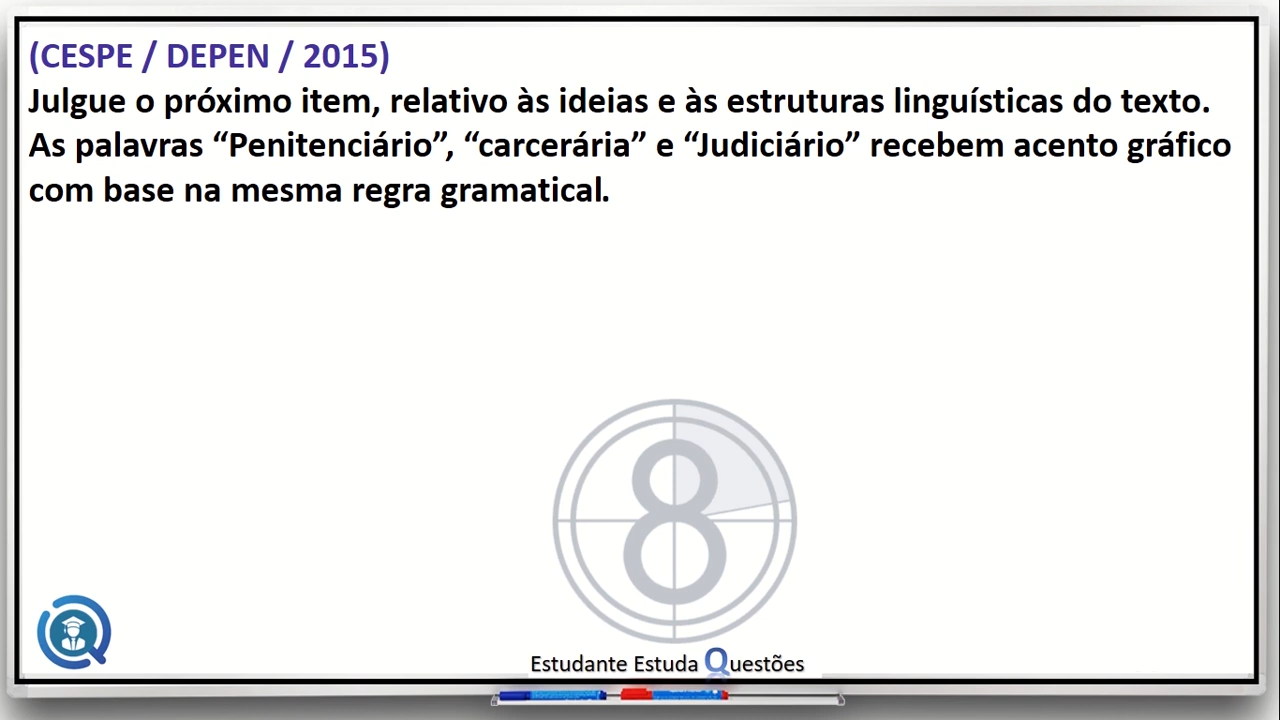 (CESPE / DEPEN / 2015)
Julgue o próximo item, relativo às ideias e às estruturas linguísticas do texto.
As palavras “Penitenciário”, “carcerária” e “Judiciário” recebem acento gráfico
com base na mesma regra gramatical.
8
Estudante Estuda Questões